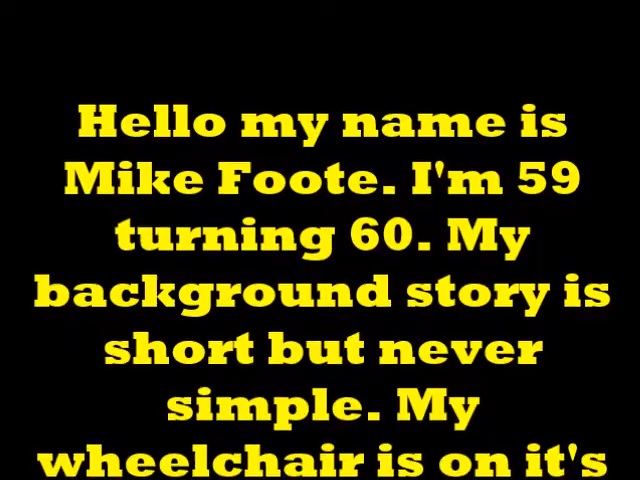 Hello my name is
Mike Foote. I'm 59
turning 60. My
background story is
short but never
simple. My
wheelchair is on it's